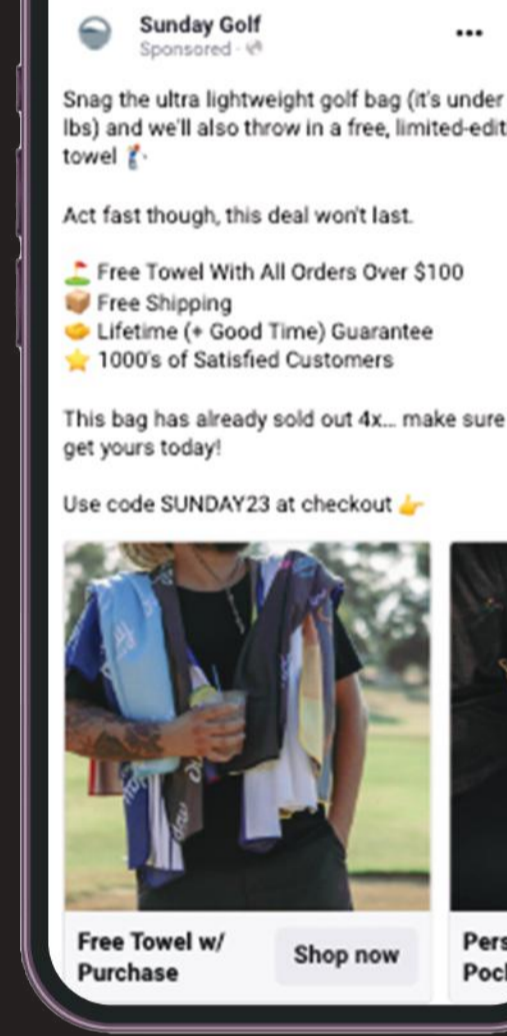 Sunday Golf
Sponsored ·
Snag the ultra lightweight golf bag (it's under
lbs) and we'll also throw in a free, limited-edit
towel
Act fast though, this deal won't last.
Free Towel With All Orders Over $100
Free Shipping
Lifetime (+ Good Time) Guarantee
1000's of Satisfied Customers
This bag has already sold out 4x... make sure
get yours today!
Use code SUNDAY23 at checkout
Free Towel w/
Purchase
Shop now
Pers
Pocl